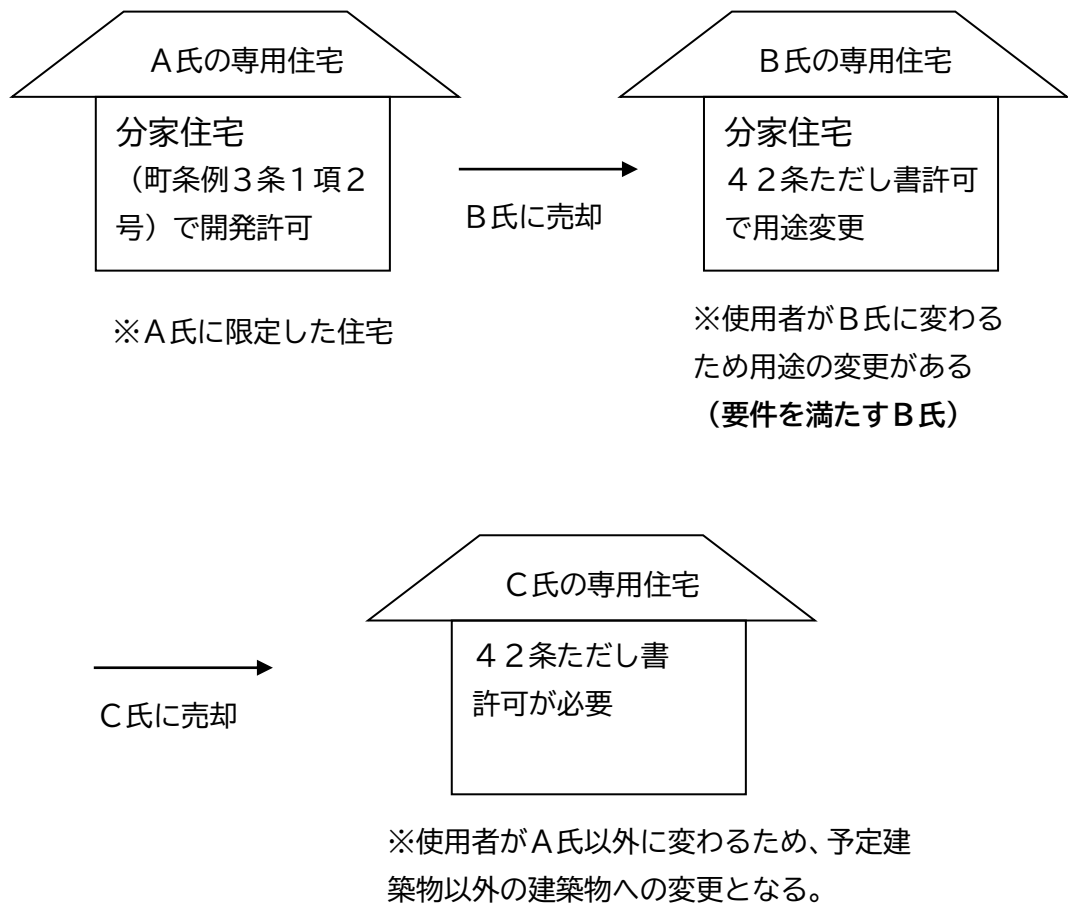 A氏の専用住宅
分家住宅
（町条例３条１項２
号）で開発許可
B氏に売却
※A氏に限定した住宅
B氏の専用住宅
分家住宅
４２条ただし書許可
で用途変更
※使用者がB氏に変わる
ため用途の変更がある
（要件を満たすB氏）
C氏に売却
C氏の専用住宅
４２条ただし書
許可が必要
※使用者がA氏以外に変わるため、予定建
築物以外の建築物への変更となる。